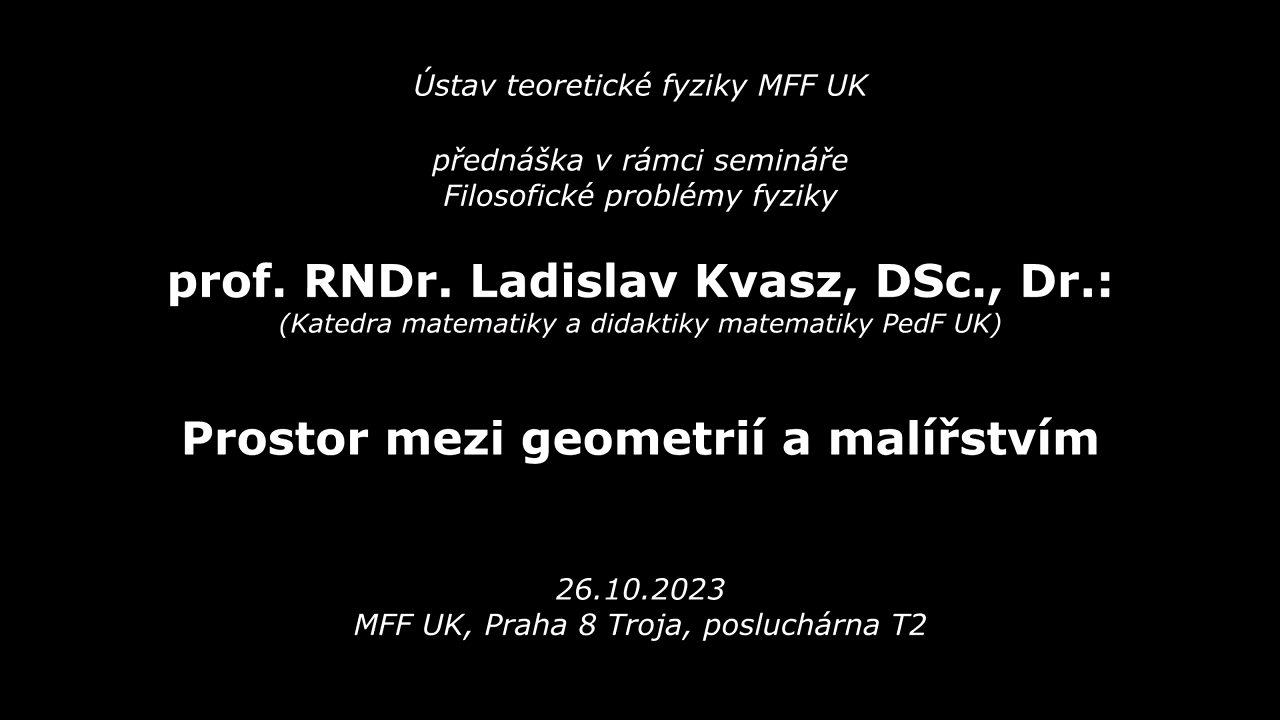 Ústav teoretické fyziky MFF UK
přednáška v rámci semináře
Filosofické problémy fyziky
prof. RNDr. Ladislav Kvasz, DSc., Dr.:
(Katedra matematiky a didaktiky matematiky PedF UK)
Prostor mezi geometrií a malířstvím
26.10.2023
MFF UK, Praha 8 Troja, posluchárna T2